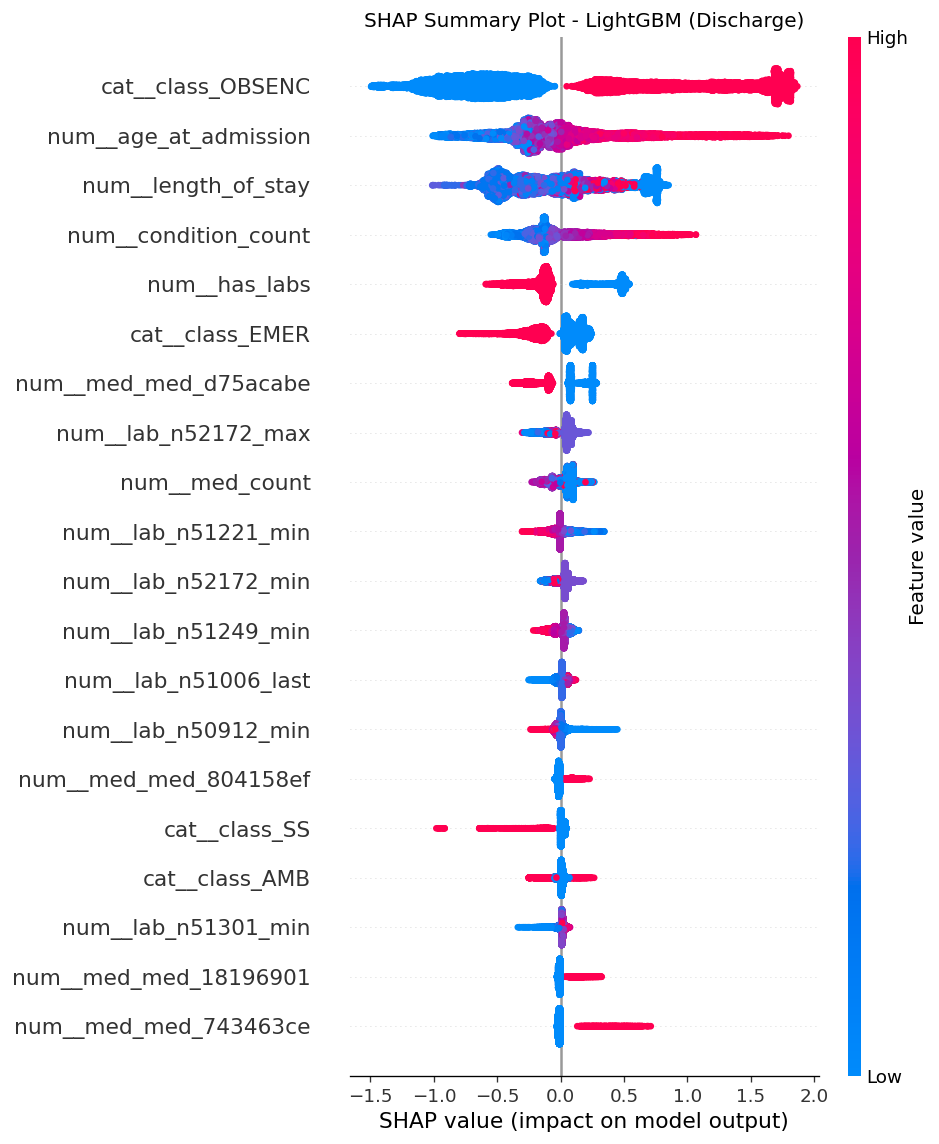 SHAP Summary Plot - LightGBM (Discharge)
High
cat__class_OBSENC
num__age_at_admission
num__length_of_stay
num__condition_count
num__has_labs
cat__class_EMER
num__med_med_d75acabe
num__lab_n52172_max
num__med_count
num__lab_n51221_min
num__lab_n52172_min
num__lab_n51249_min
num__lab_n51006_last
num__lab_n50912_min
num__med_med_804158ef
cat__class_SS
cat__class_AMB
num__lab_n51301_min
num__med_med_18196901
num__med_med_743463ce
Feature value
Low
−1.5 −1.0 −0.5 0.0 0.5 1.0 1.5 2.0
SHAP value (impact on model output)